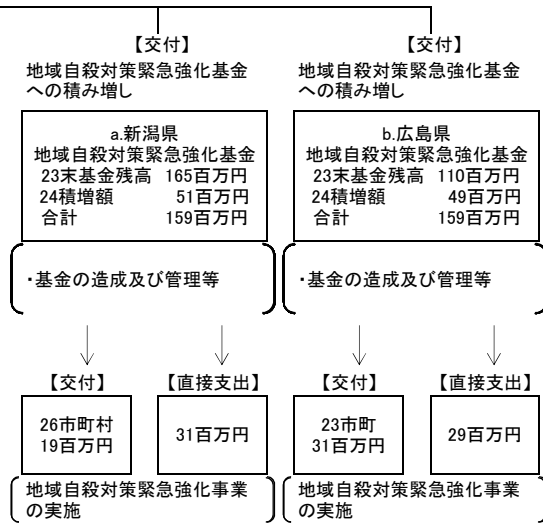 【交付】
地域自殺対策緊急強化基金
への積み増し
a.新潟県
地域自殺対策緊急強化基金
23末基金残高 165百万円
24積増額 51百万円
合計 159百万円
・基金の造成及び管理等
【交付】
26市町村
19百万円
【直接支出】
31百万円
地域自殺対策緊急強化事業
の実施
【交付】
地域自殺対策緊急強化基金
への積み増し
b.広島県
地域自殺対策緊急強化基金
23末基金残高 110百万円
24積増額 49百万円
合計 159百万円
・基金の造成及び管理等
【交付】
23市町
31百万円
【直接支出】
29百万円
地域自殺対策緊急強化事業
の実施